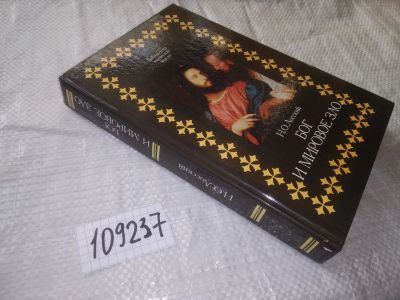 Н.О.Лосский
БОГ
И МИРОВОЕ ЗЛО
БОГ
И МИРОВОЕ ЗЛО
Н.О.Лосский
109237